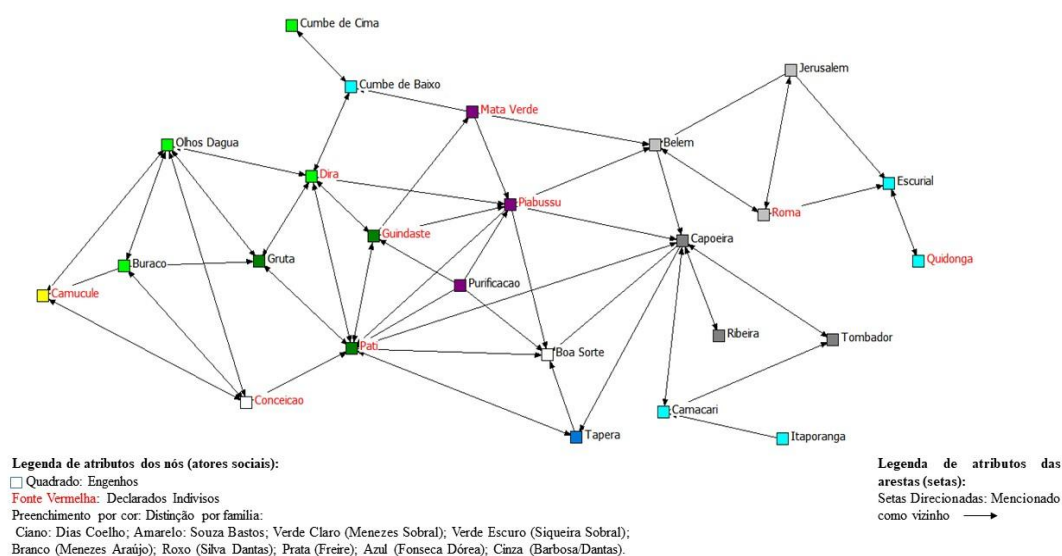 Cumbe de Cima
Jerusalem
Cumbe de Baixo
Mata Verde
Olhos Dagua
Belem
Dira
Escurial
Piabussu
Roma
Guindaste
Capoeira
Buraco
Gruta
Quidonga
Purificacao
Camucule
Ribeira
Tombador
Pati
Boa Sorte
Conceicao
Camacari
Tapera
Itaporanga
Legenda de atributos dos nós (atores sociais):
Quadrado: Engenhos
Fonte Vermelha: Declarados Indivisos
Preenchimento por cor: Distinção por familia:
Ciano: Dias Coelho; Amarelo: Souza Bastos; Verde Claro (Menezes Sobral); Verde Escuro (Siqueira Sobral);
Branco (Menezes Araújo); Roxo (Silva Dantas); Prata (Freire); Azul (Fonseca Dórea); Cinza (Barbosa/Dantas).
Legenda de atributos das
arestas (setas):
Setas Direcionadas: Mencionado
como vizinho